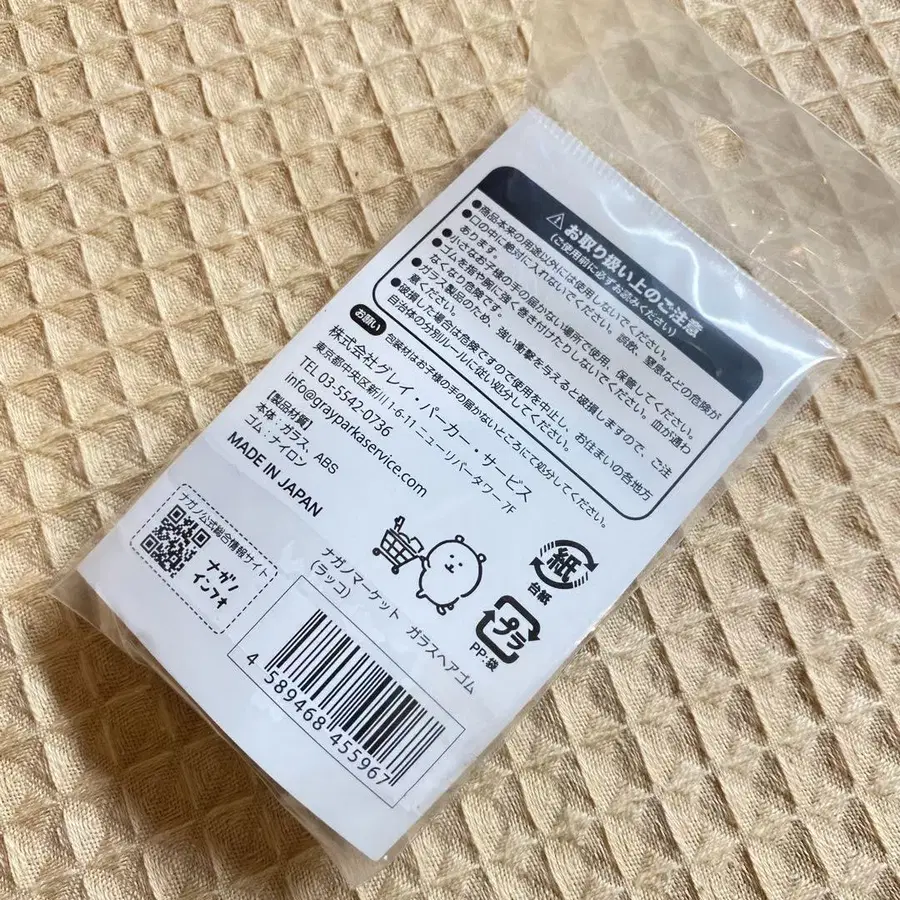 ⚠お取り扱い上のご注意
(ご使用前に必ずお読みください)
●商品本来の用途以外には使用しないでください。
●口の中に絶対に入れないでください。誤飲、窒息などの危険が
あります。
●小さなお子様の手の届かない場所で使用、保管してください。
●ゴムを指や腕に強く巻き付けたりしないでください。血が通わ
なくなり危険です。
●ガラス製品のため、強い衝撃を与えると破損しますので、ご注
意ください。
●破損した場合は危険ですので使用を中止し、お住まいの各地方
自治体の分別ルールに従い処分してください。
お願い 包装材はお子様の手の届かないところにて処分してください。
株式会社グレイ・パーカー・サービス
東京都中央区新川1-6-11 ニューリバータワー 7F
TEL 03-5542-0736
info@grayparkaservice.com
【製品材質】
本体:ガラス、ABS
ゴム:ナイロン
MADE IN JAPAN
紙
台紙
プラ
PP:袋
ナガノ公式総合情報サイト
ナガノ
インフォ
ナガノマーケット ガラスヘアゴム
(ラッコ)
4 589468 455967